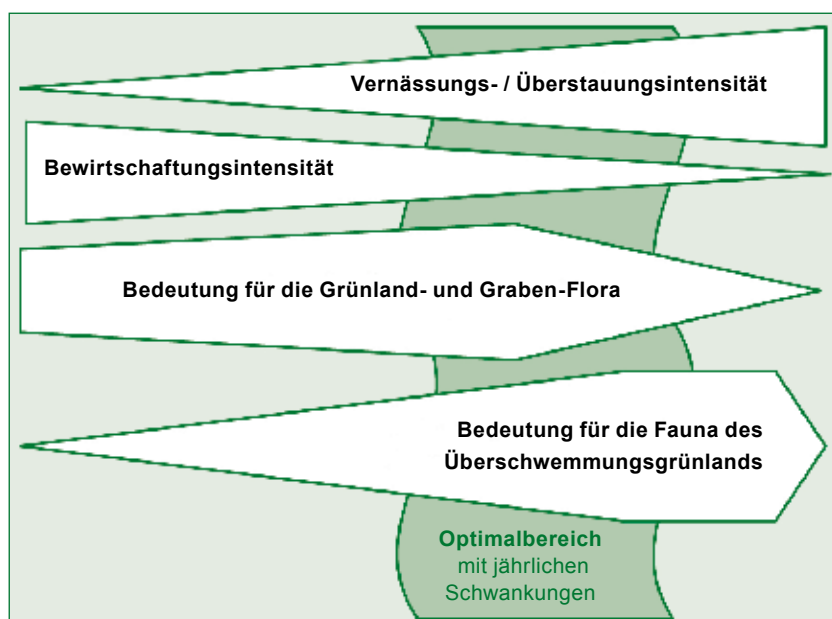 Vernässungs- / Überstauungsintensität
Bewirtschaftungsintensität
Bedeutung für die Grünland- und Graben-Flora
Bedeutung für die Fauna des
Überschwemmungsgrünlands
Optimalbereich
mit jährlichen
Schwankungen